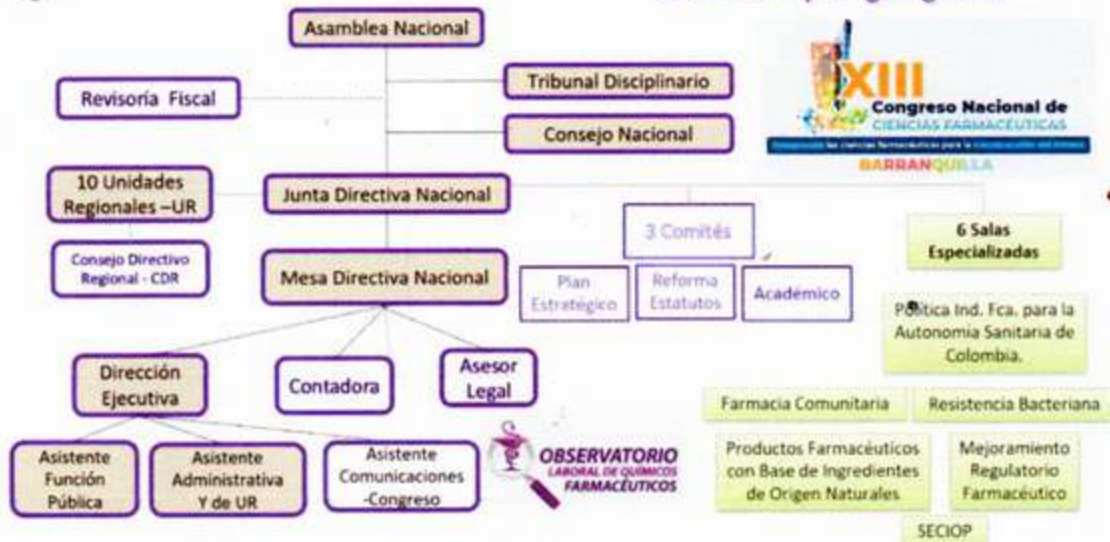 Asamblea Nacional
Revisoría Fiscal
Tribunal Disciplinario
Consejo Nacional
XIII
Congreso Nacional de
CIENCIAS FARMACÉUTICAS
BARRANQUILLA
10 Unidades
Regionales –UR
Junta Directiva Nacional
Consejo Directivo
Regional - CDR
Mesa Directiva Nacional
3 Comités
Plan
Estratégico
Reforma
Estatutos
Académico
6 Salas
Especializadas
Política Ind. Fca. para la
Autonomía Sanitaria de
Colombia.
Dirección
Ejecutiva
Contadora
Asesor
Legal
Farmacia Comunitaria
Resistencia Bacteriana
Asistente
Función
Pública
Asistente
Administrativa
Y de UR
Asistente
Comunicaciones
-Congreso
OBSERVATORIO
LABORAL DE QUÍMICOS
FARMACÉUTICOS
Productos Farmacéuticos
con Base de Ingredientes
de Origen Naturales
Mejoramiento
Regulatorio
Farmacéutico
SECIOP